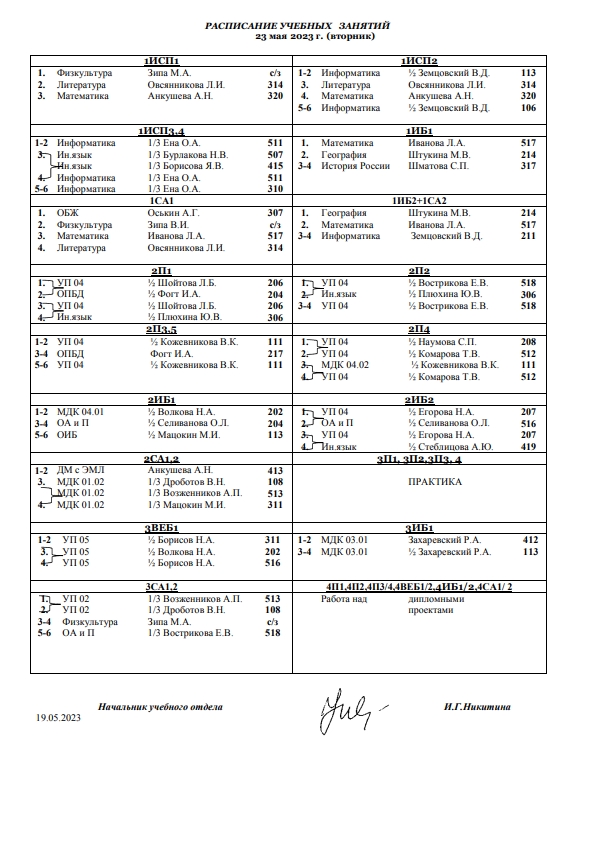 РАСПИСАНИЕ УЧЕБНЫХ ЗАНЯТИЙ
23 мая 2023 г. (вторник)
1ИСП1
1. Физкультура Зипа М.А. с/з
2. Литература Овсянникова Л.И. 314
3. Математика Анкушева А.Н. 320
1ИСП2
1-2 Информатика ½ Земцовский В.Д. 113
3. Литература Овсянникова Л.И. 314
4. Математика Анкушева А.Н. 320
5-6 Информатика ½ Земцовский В.Д. 106
1ИСП3,4
1-2 Информатика 1/3 Ена О.А. 511
3. Ин.язык 1/3 Бурлакова Н.В. 507
Ин.язык 1/3 Борисова Я.В. 415
4. Информатика 1/3 Ена О.А. 511
5-6 Информатика 1/3 Ена О.А. 310
1ИБ1
1. Математика Иванова Л.А. 517
2. География Штукина М.В. 214
3-4 История России Шматова С.П. 317
1СА1
1. ОБЖ Оськин А.Г. 307
2. Физкультура Зипа В.И. с/з
3. Математика Иванова Л.А. 517
4. Литература Овсянникова Л.И. 314
1ИБ2+1СА2
1. География Штукина М.В. 214
2. Математика Иванова Л.А. 517
3-4 Информатика Земцовский В.Д. 211
2П1
1. УП 04 ½ Шойтова Л.Б. 206
2. ОПБД ½ Фогт И.А. 204
3. УП 04 ½ Шойтова Л.Б. 206
4. Ин.язык ½ Плюхина Ю.В. 306
2П2
1. УП 04 ½ Вострикова Е.В. 518
2. Ин.язык ½ Плюхина Ю.В. 306
3-4 УП 04 ½ Вострикова Е.В. 518
2П3,5
1-2 УП 04 ½ Кожевникова В.К. 111
3-4 ОПБД Фогт И.А. 217
5-6 УП 04 ½ Кожевникова В.К. 111
2П4
1. УП 04 ½ Наумова С.П. 208
2. УП 04 ½ Комарова Т.В. 512
3. МДК 04.02 ½ Кожевникова В.К. 111
4. УП 04 ½ Комарова Т.В. 512
2ИБ1
1-2 МДК 04.01 ½ Волкова Н.А. 202
3-4 ОА и П ½ Селиванова О.Л. 204
5-6 ОИБ ½ Мацокин М.И. 113
2ИБ2
1. УП 04 ½ Егорова Н.А. 207
2. ОА и П ½ Селиванова О.Л. 516
3. УП 04 ½ Егорова Н.А. 207
4. Ин.язык ½ Стеблицова А.Ю. 419
2СА1,2
1-2 ДМ с ЭМЛ Анкушева А.Н. 413
3. МДК 01.02 1/3 Дроботов В.Н. 108
МДК 01.02 1/3 Возженников А.П. 513
4. МДК 01.02 1/3 Мацокин М.И. 311
3П1, 3П2,3П3, 4
ПРАКТИКА
3ВЕБ1
1-2 УП 05 ½ Борисов Н.А. 311
3. УП 05 ½ Волкова Н.А. 202
4. УП 05 ½ Борисов Н.А. 516
3ИБ1
1-2 МДК 03.01 Захаревский Р.А. 412
3-4 МДК 03.01 ½ Захаревский Р.А. 113
3СА1,2
1. УП 02 1/3 Возженников А.П. 513
2. УП 02 1/3 Дроботов В.Н. 108
3-4 Физкультура Зипа М.А. с/з
5-6 ОА и П 1/3 Вострикова Е.В. 518
4П1,4П2,4П3/4,4ВЕБ1/2,4ИБ1/2,4СА1/ 2
Работа над дипломными
проектами
Начальник учебного отдела И.Г.Никитина
19.05.2023